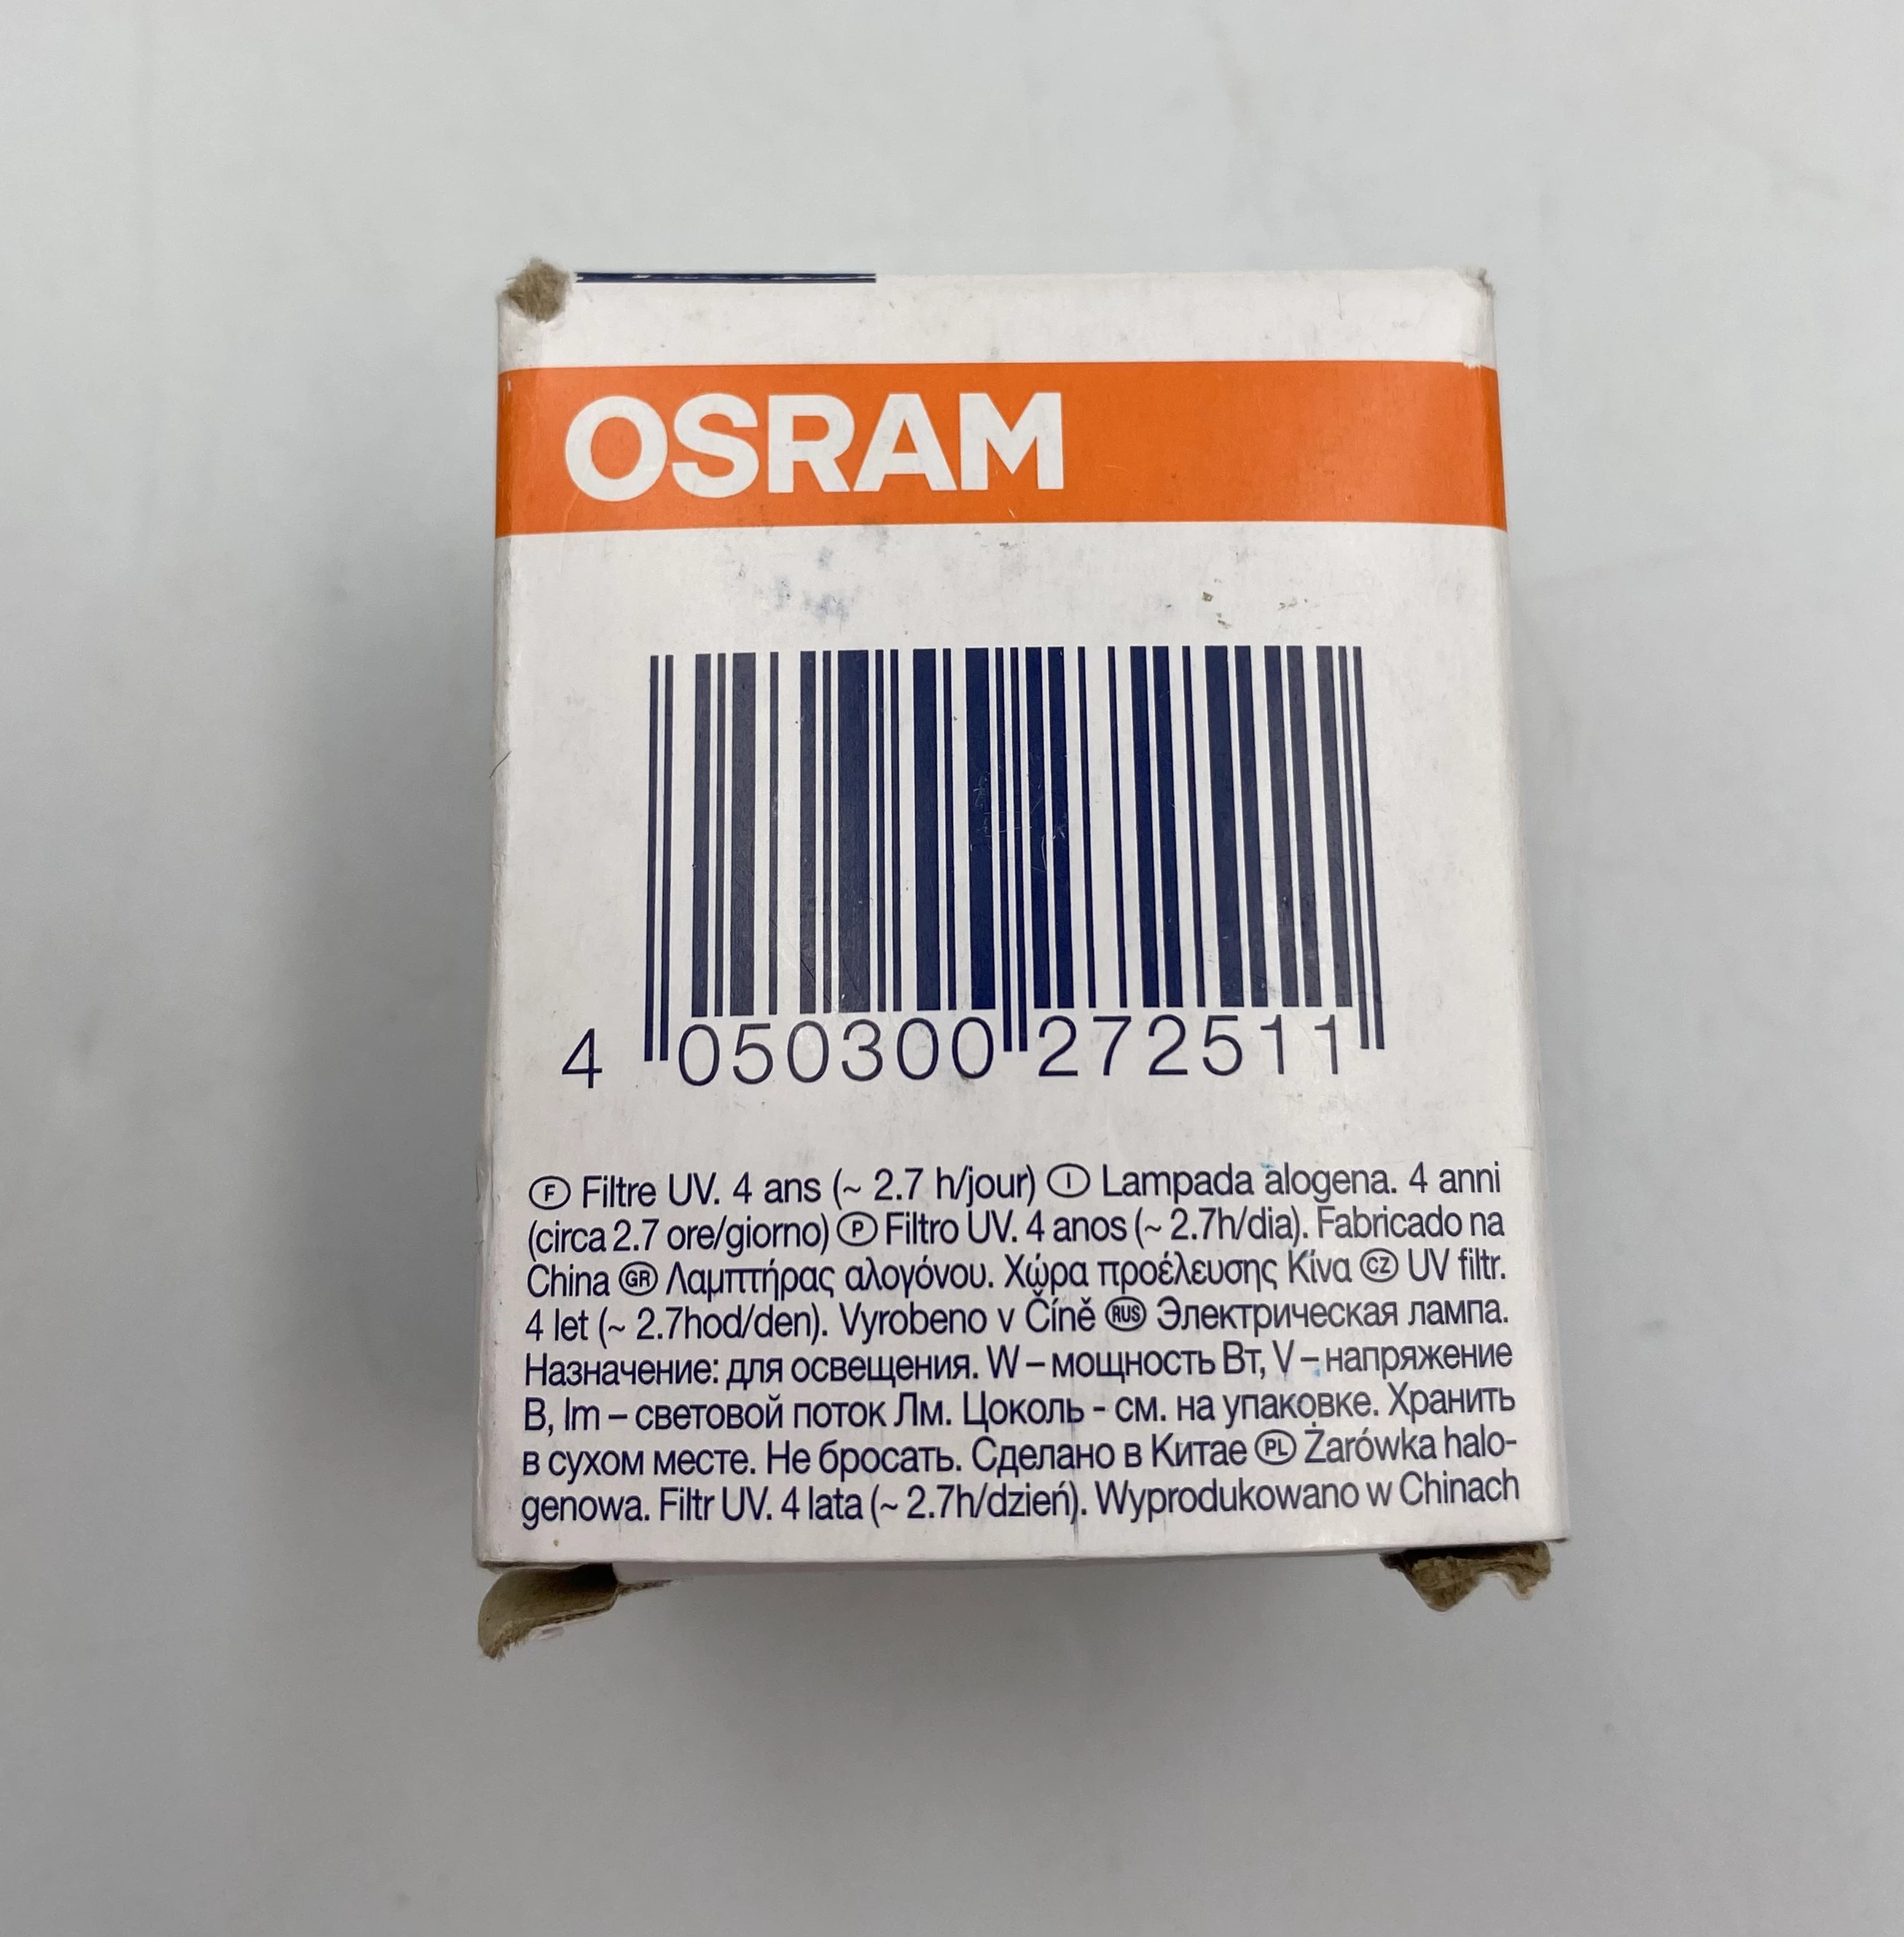 OSRAM
4 050300 272511
Ⓕ Filtre UV. 4 ans (~ 2.7 h/jour) Ⓘ Lampada alogena. 4 anni
(circa 2.7 ore/giorno) Ⓟ Filtro UV. 4 anos (~ 2.7h/dia). Fabricado na
China GR Λαμπτήρας αλογόνου. Χώρα προέλευσης Κίνα CZ UV filtr.
4 let (~ 2.7hod/den). Vyrobeno v Číně RUS Электрическая лампа.
Назначение: для освещения. W – мощность Вт, V – напряжение
В, lm – световой поток Лм. Цоколь - см. на упаковке. Хранить
в сухом месте. Не бросать. Сделано в Китае PL Żarówka halo-
genowa. Filtr UV. 4 lata (~ 2.7h/dzień). Wyprodukowano w Chinach